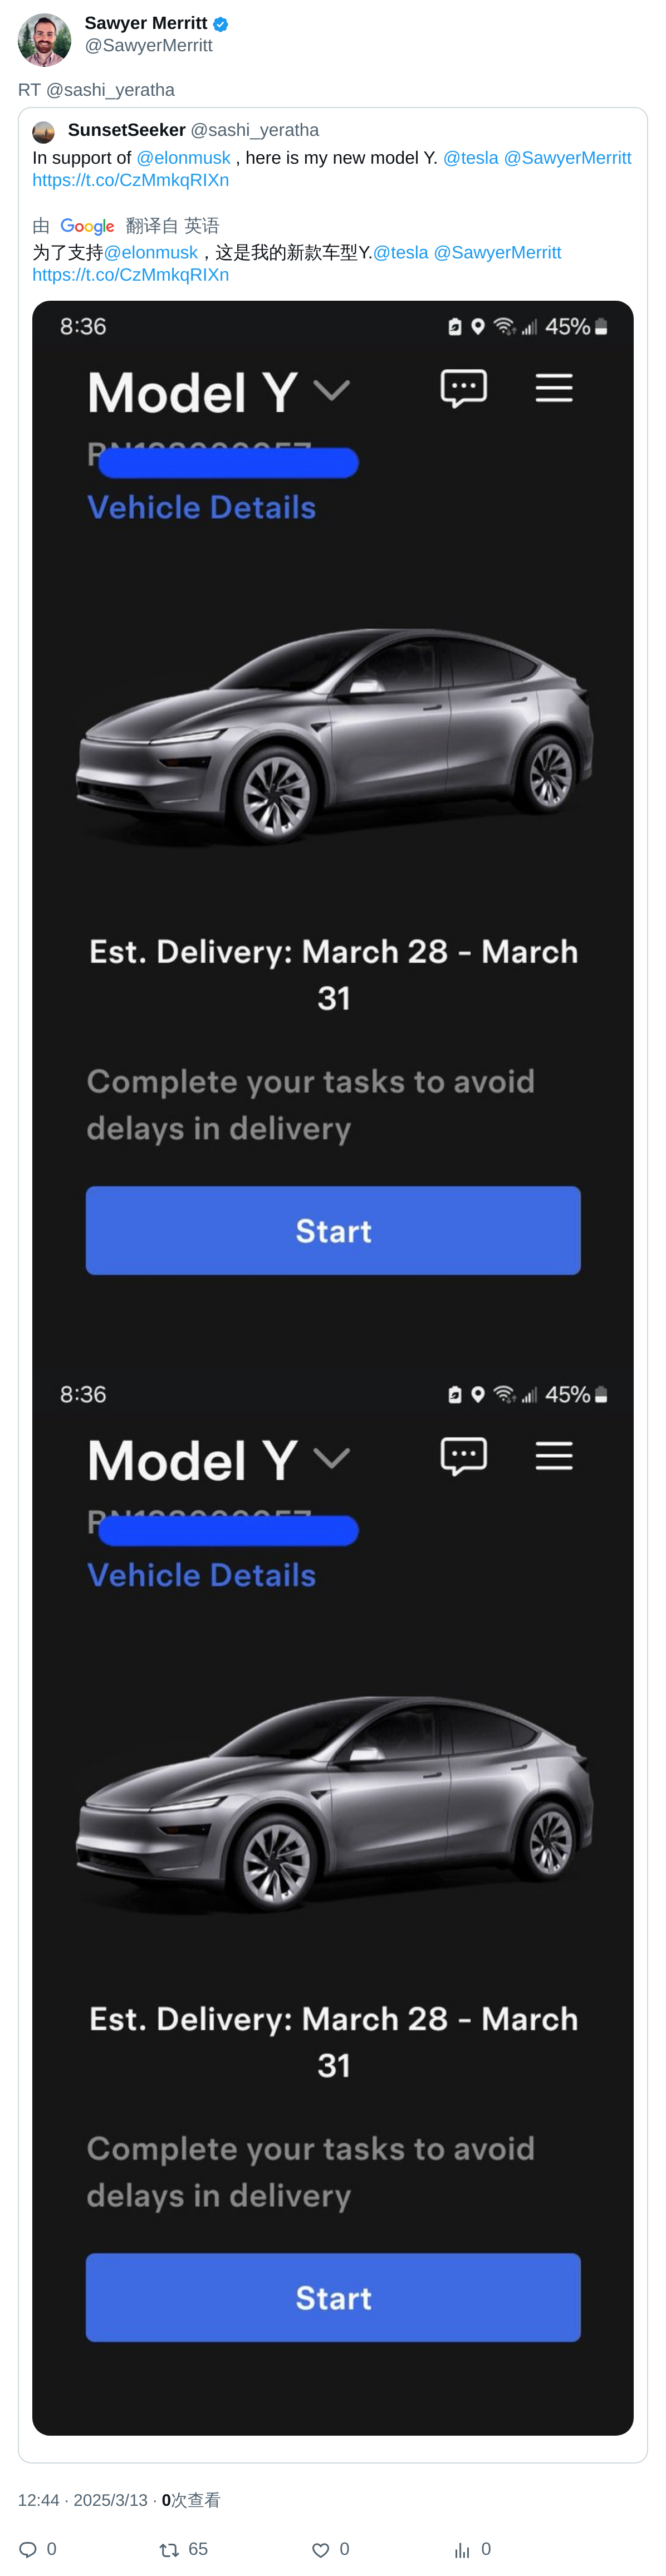 Sawyer Merritt
@SawyerMerritt
RT @sashi_yeratha
SunsetSeeker @sashi_yeratha
In support of @elonmusk , here is my new model Y. @tesla @SawyerMerritt
https://t.co/CzMmkqRIXn
由 Google 翻译自 英语
为了支持@elonmusk，这是我的新款车型Y.@tesla @SawyerMerritt
https://t.co/CzMmkqRIXn
8:36 45%
Model Y
Vehicle Details
Est. Delivery: March 28 - March
31
Complete your tasks to avoid
delays in delivery
Start
8:36 45%
Model Y
Vehicle Details
Est. Delivery: March 28 - March
31
Complete your tasks to avoid
delays in delivery
Start
12:44 · 2025/3/13 · 0次查看
0 65 0 0